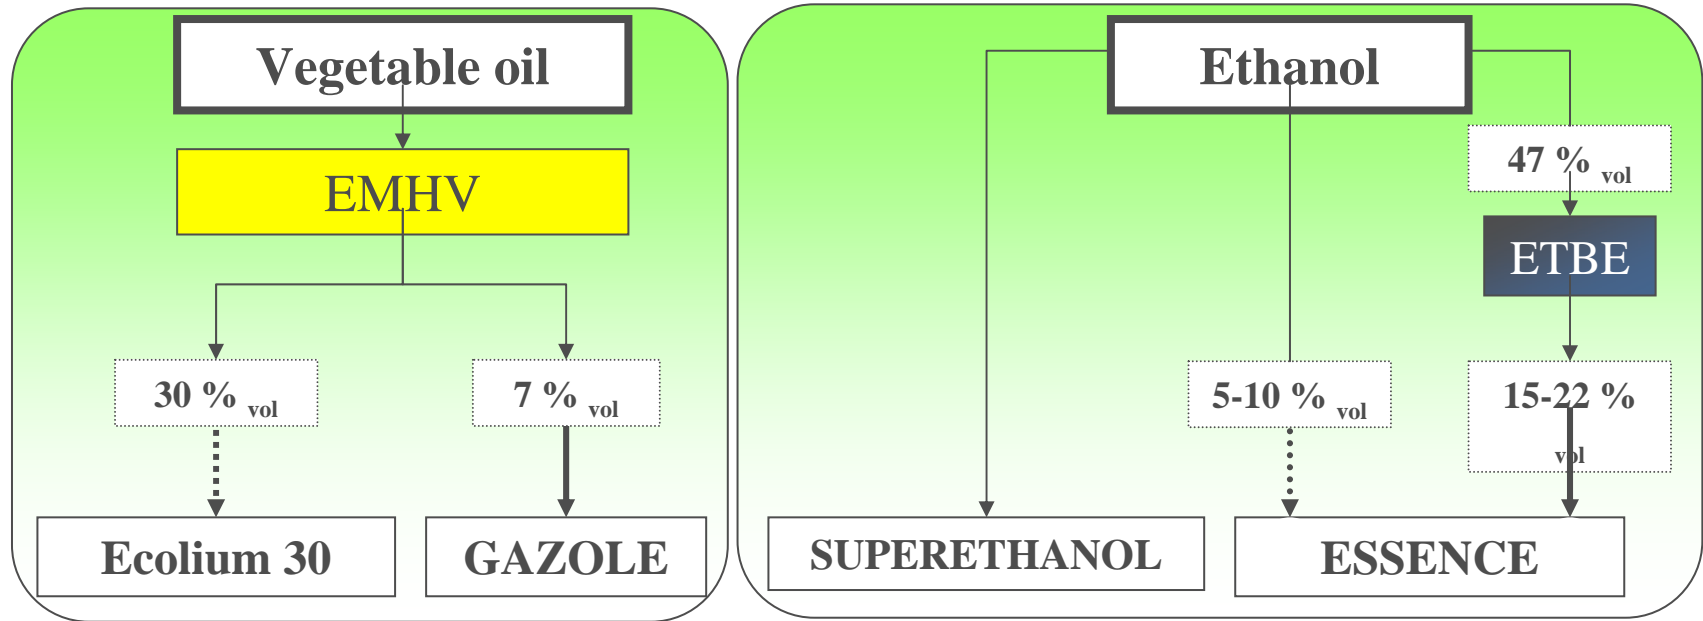 Vegetable oil
EMHV
30 % vol
7 % vol
Ecolium 30
GAZOLE
Ethanol
47 % vol
ETBE
5-10 % vol
15-22 %
vol
SUPERETHANOL
ESSENCE